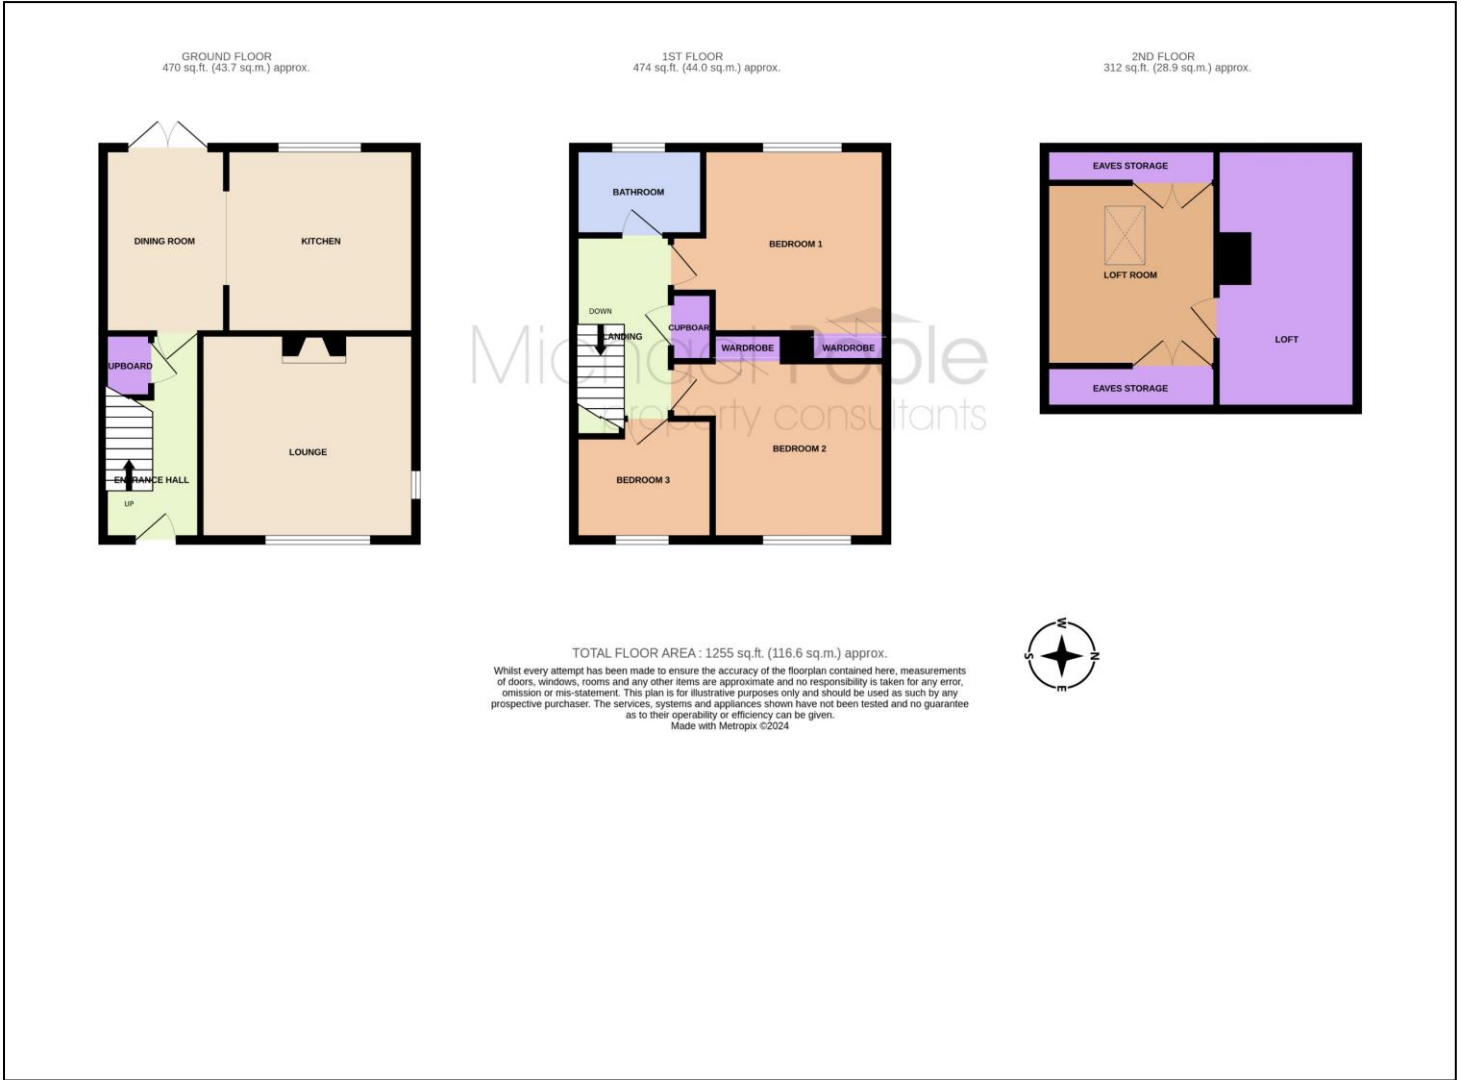 GROUND FLOOR
470 sq.ft. (43.7 sq.m.) approx.
1ST FLOOR
474 sq.ft. (44.0 sq.m.) approx.
2ND FLOOR
312 sq.ft. (28.9 sq.m.) approx.
DINING ROOM
KITCHEN
UPBOARD
LOUNGE
ENTRANCE HALL
UP
BATHROOM
BEDROOM 1
DOWN
LANDING
CUPBOAR
WARDROBE
WARDROBE
BEDROOM 2
BEDROOM 3
EAVES STORAGE
LOFT ROOM
LOFT
EAVES STORAGE
Michael Poole
property consultants
W
S
N
E
TOTAL FLOOR AREA : 1255 sq.ft. (116.6 sq.m.) approx.
Whilst every attempt has been made to ensure the accuracy of the floorplan contained here, measurements
of doors, windows, rooms and any other items are approximate and no responsibility is taken for any error,
omission or mis-statement. This plan is for illustrative purposes only and should be used as such by any
prospective purchaser. The services, systems and appliances shown have not been tested and no guarantee
as to their operability or efficiency can be given.
Made with Metropix ©2024